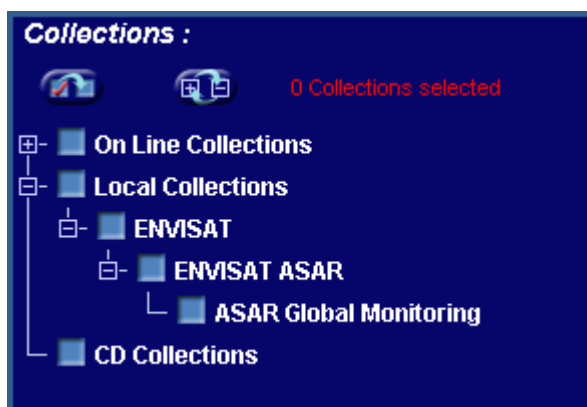 Collections :
0 Collections selected
On Line Collections
Local Collections
ENVISAT
ENVISAT ASAR
ASAR Global Monitoring
CD Collections